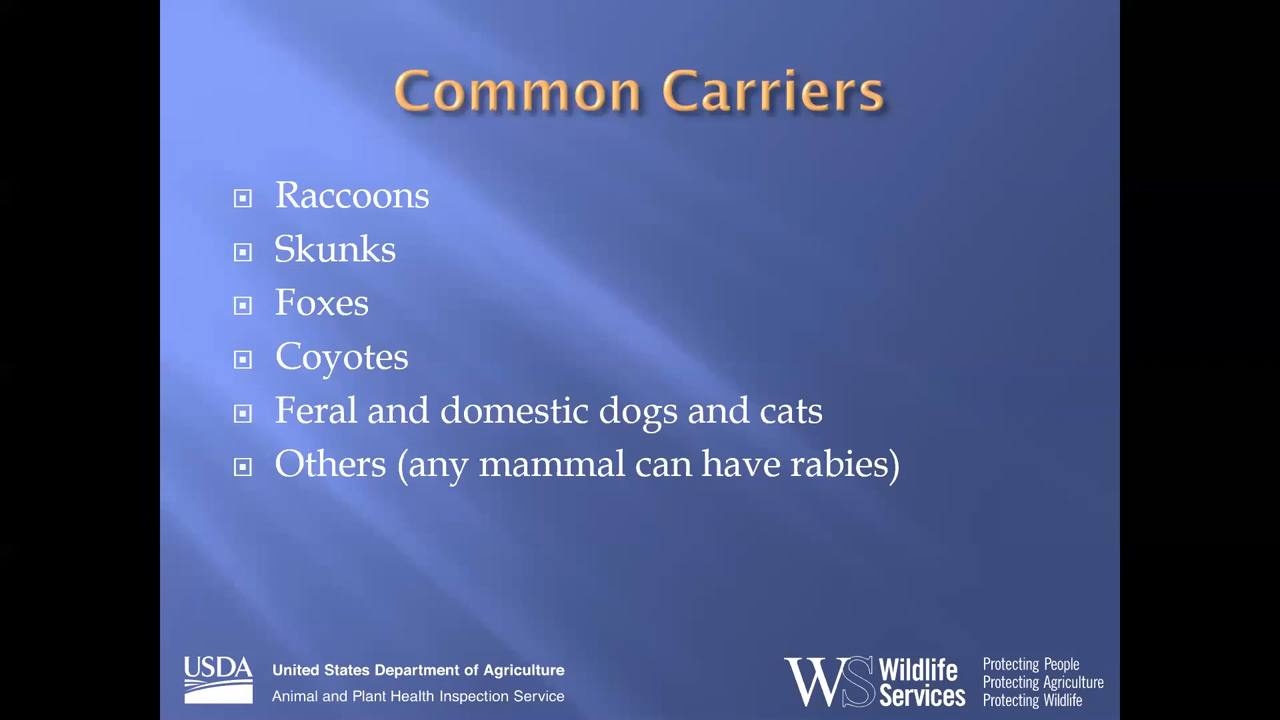 Common Carriers
Raccoons
Skunks
Foxes
Coyotes
Feral and domestic dogs and cats
Others (any mammal can have rabies)
USDA
United States Department of Agriculture
Animal and Plant Health Inspection Service
WS
Wildlife
Services
Protecting People
Protecting Agriculture
Protecting Wildlife